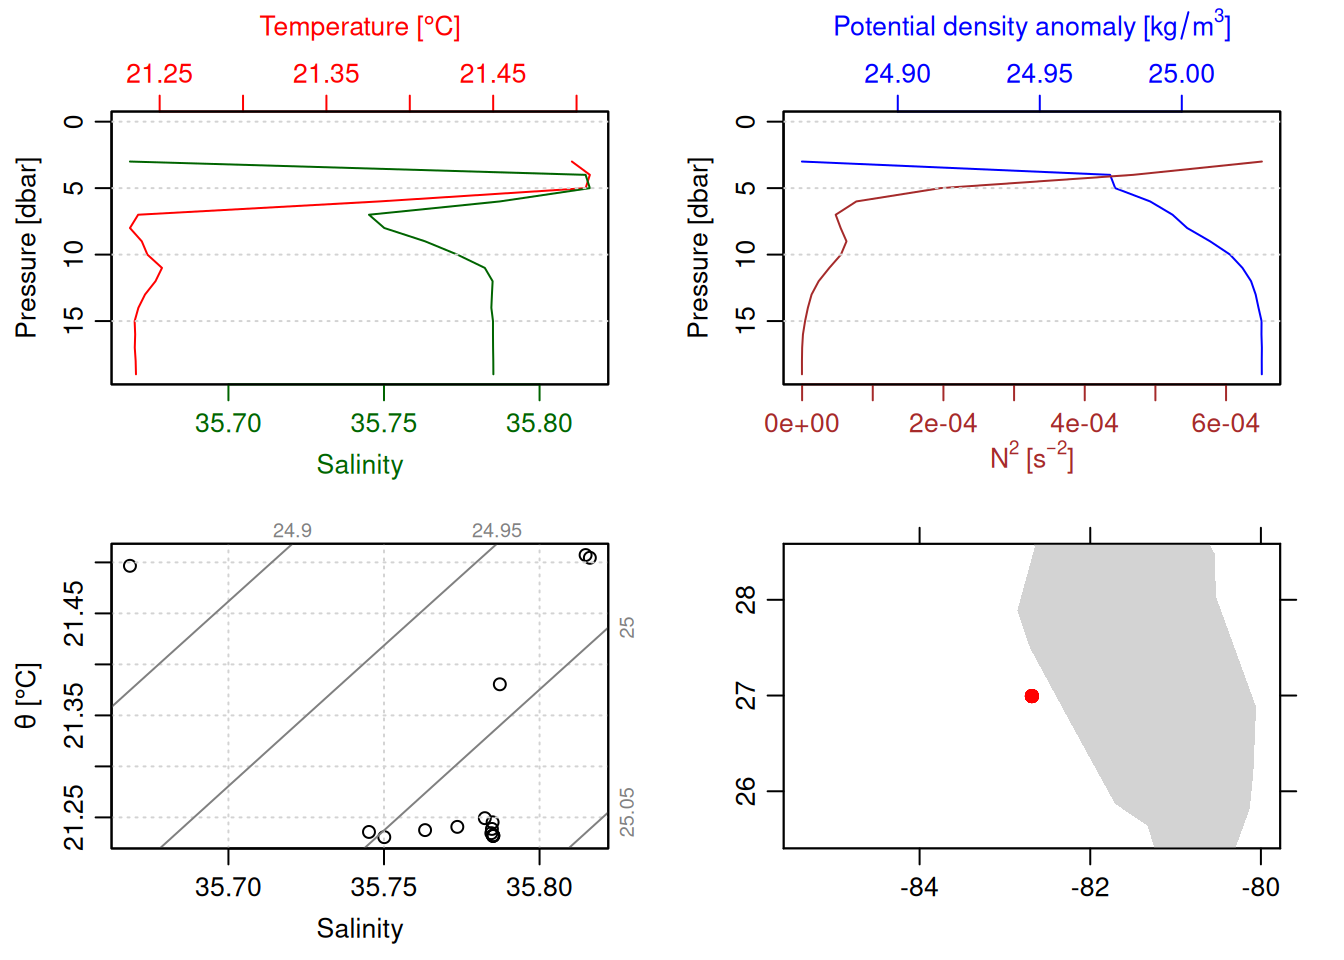 Temperature [°C]
21.25 21.35 21.45
0
5
10
15
Pressure [dbar]
35.70 35.75 35.80
Salinity
Potential density anomaly [kg/m³]
24.90 24.95 25.00
0
5
10
15
Pressure [dbar]
0e+00 2e-04 4e-04 6e-04
N² [s⁻²]
24.9 24.95
25
25.05
21.45
21.35
21.25
θ [°C]
35.70 35.75 35.80
Salinity
28
27
26
-84 -82 -80